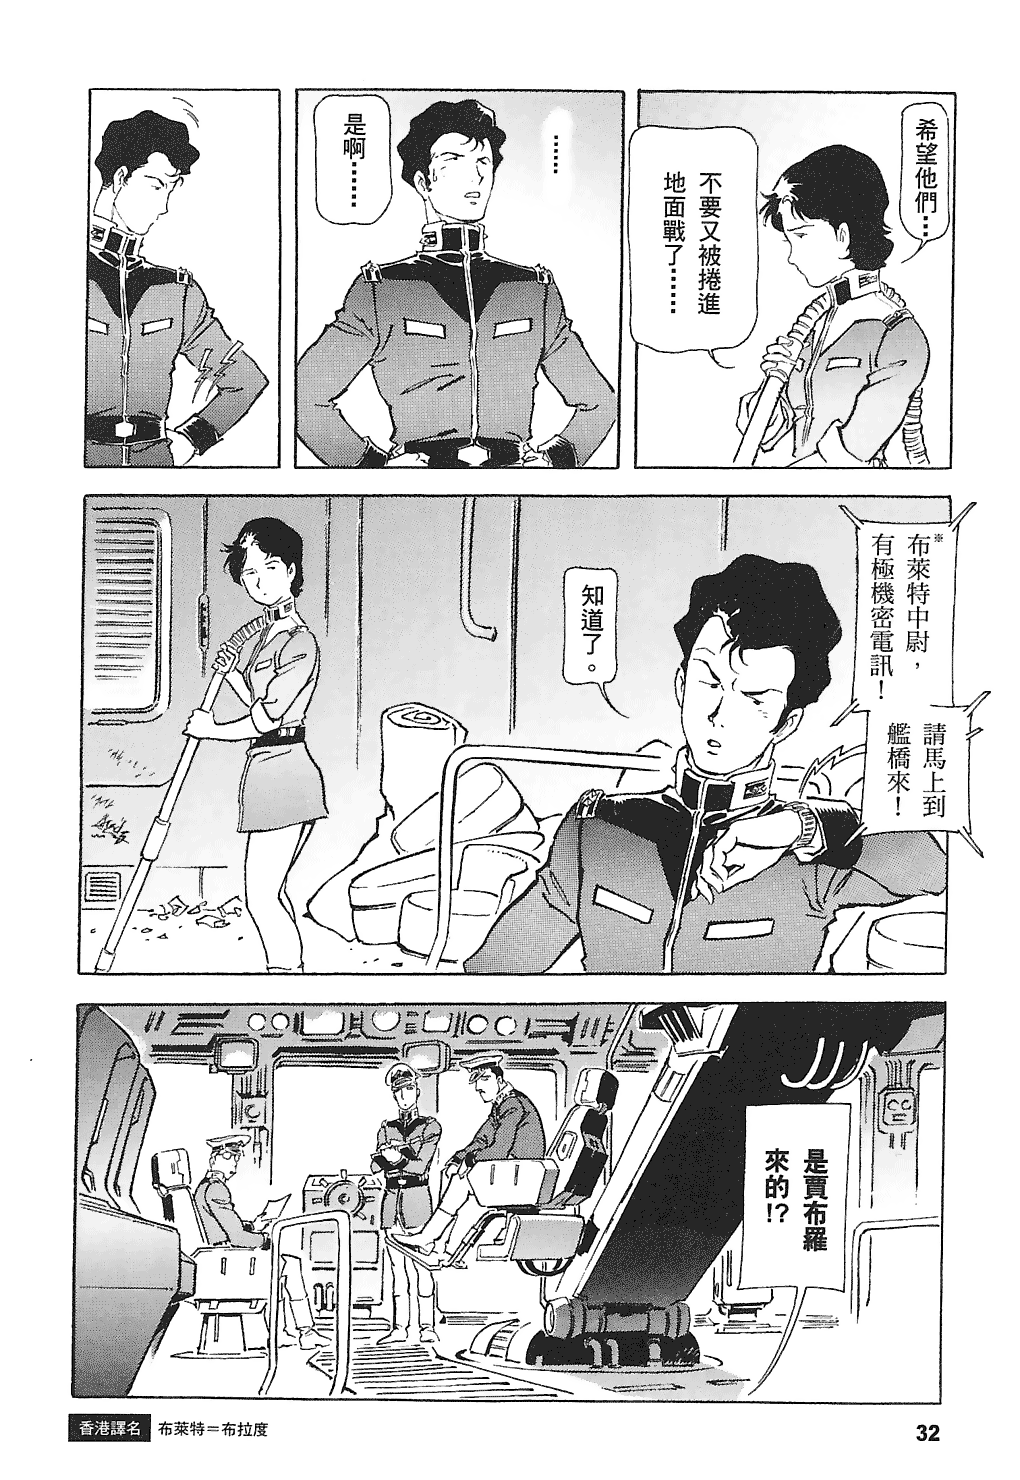 希望他們……
不要又被捲進
地面戰了……
……
是啊……
※
布萊特中尉，
有極機密電訊！
請馬上到
艦橋來！
知道了。
是賈布羅
來的！？
香港譯名 布萊特＝布拉度
32